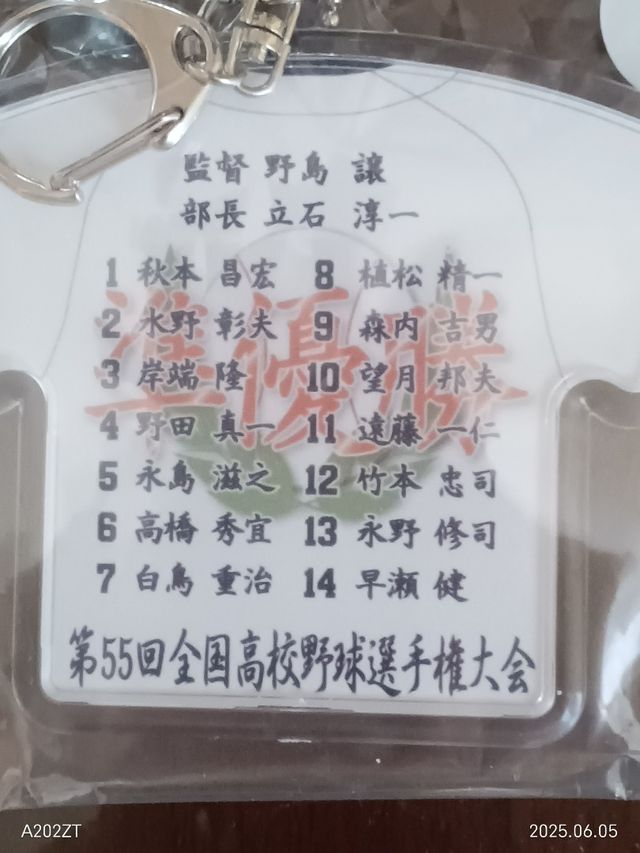 監督 野島 譲
部長 立石 淳一
1 秋本 昌宏 8 植松 精一
2 水野 彰夫 9 森内 吉男
3 岸端 隆 10 望月 邦夫
4 野田 真一 11 遠藤 一仁
5 永島 滋之 12 竹本 忠司
6 高橋 秀宜 13 永野 修司
7 白鳥 重治 14 早瀬 健
準優勝
第55回全国高校野球選手権大会
A202ZT 2025.06.05